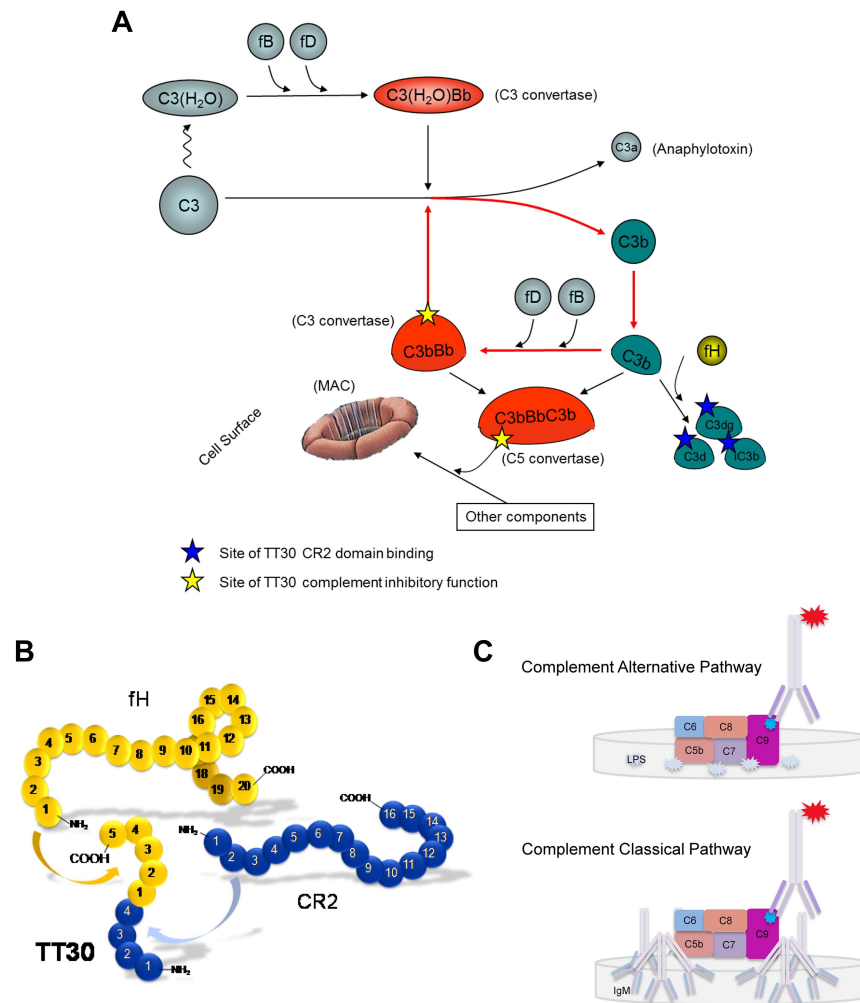 A
fB
fD
C3(H₂O)
C3(H₂O)Bb
(C3 convertase)
C3a
(Anaphylotoxin)
C3
C3b
fD
fB
(C3 convertase)
C3bBb
C3b
fH
(MAC)
C3bBbC3b
C3dg
Cell Surface
C3d
iC3b
(C5 convertase)
Other components
Site of TT30 CR2 domain binding
Site of TT30 complement inhibitory function
B
fH
15
14
16
13
5
6
4
7
8
9
10
11
12
3
18
2
19
20
COOH
1
NH₂
5
4
COOH
3
2
1
4
3
2
1
NH₂
TT30
COOH
16
15
14
13
12
11
10
9
8
7
6
5
4
3
2
1
NH₂
CR2
C
Complement Alternative Pathway
C6
C8
C9
C5b
C7
LPS
Complement Classical Pathway
C6
C8
C9
C5b
C7
IgM